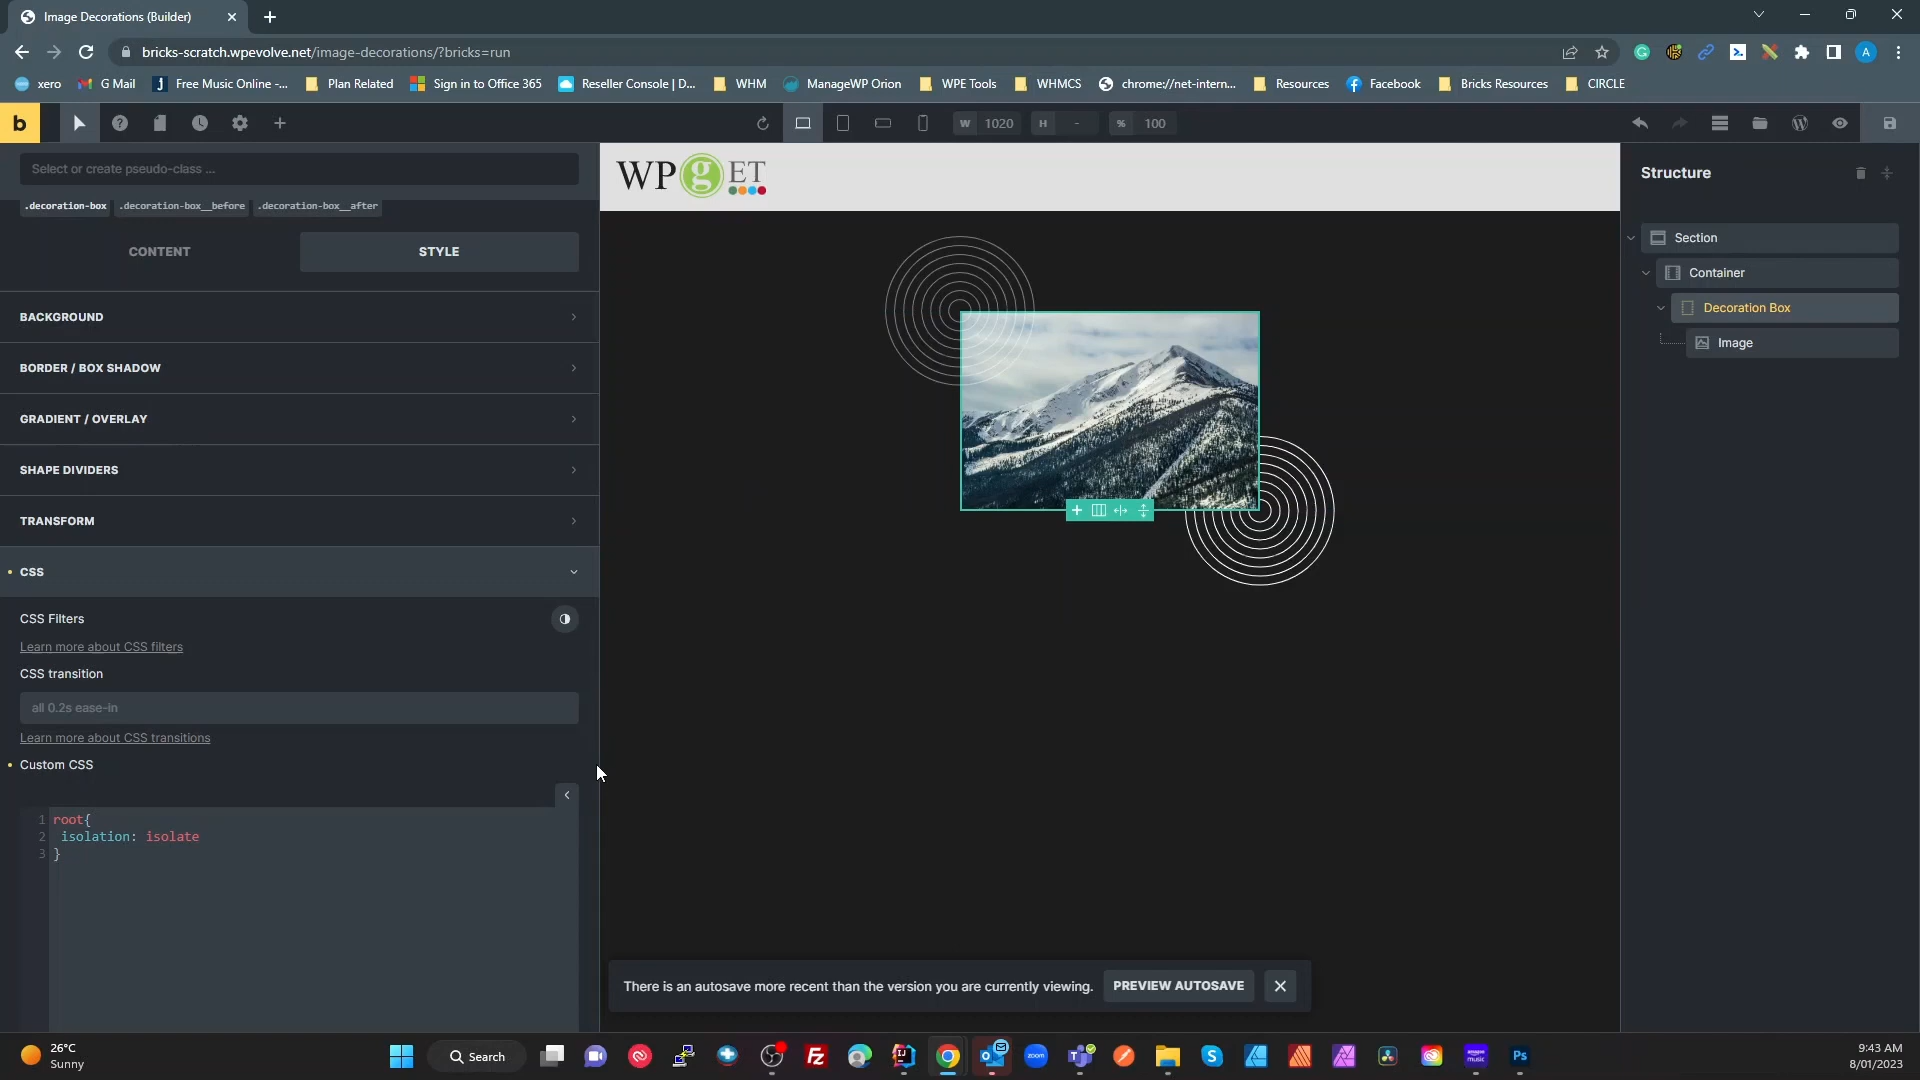 Image Decorations (Builder)
bricks-scratch.wpevolve.net/image-decorations/?bricks=run
A
xero
G Mail
Free Music Online -...
Plan Related
Sign in to Office 365
Reseller Console | D...
WHM
ManageWP Orion
WPE Tools
WHMCS
chrome://net-intern...
Resources
Facebook
Bricks Resources
CIRCLE
b
W 1020
H -
% 100
Select or create pseudo-class ...
.decoration-box
.decoration-box__before
.decoration-box__after
CONTENT
STYLE
BACKGROUND
BORDER / BOX SHADOW
GRADIENT / OVERLAY
SHAPE DIVIDERS
TRANSFORM
CSS
CSS Filters
Learn more about CSS filters
CSS transition
all 0.2s ease-in
Learn more about CSS transitions
Custom CSS
1 root{
2 isolation: isolate
3 }
WP g ET
Structure
Section
Container
Decoration Box
Image
There is an autosave more recent than the version you are currently viewing.
PREVIEW AUTOSAVE
26°C
Sunny
Search
Fz
IJ
zoom
Ps
9:43 AM
8/01/2023